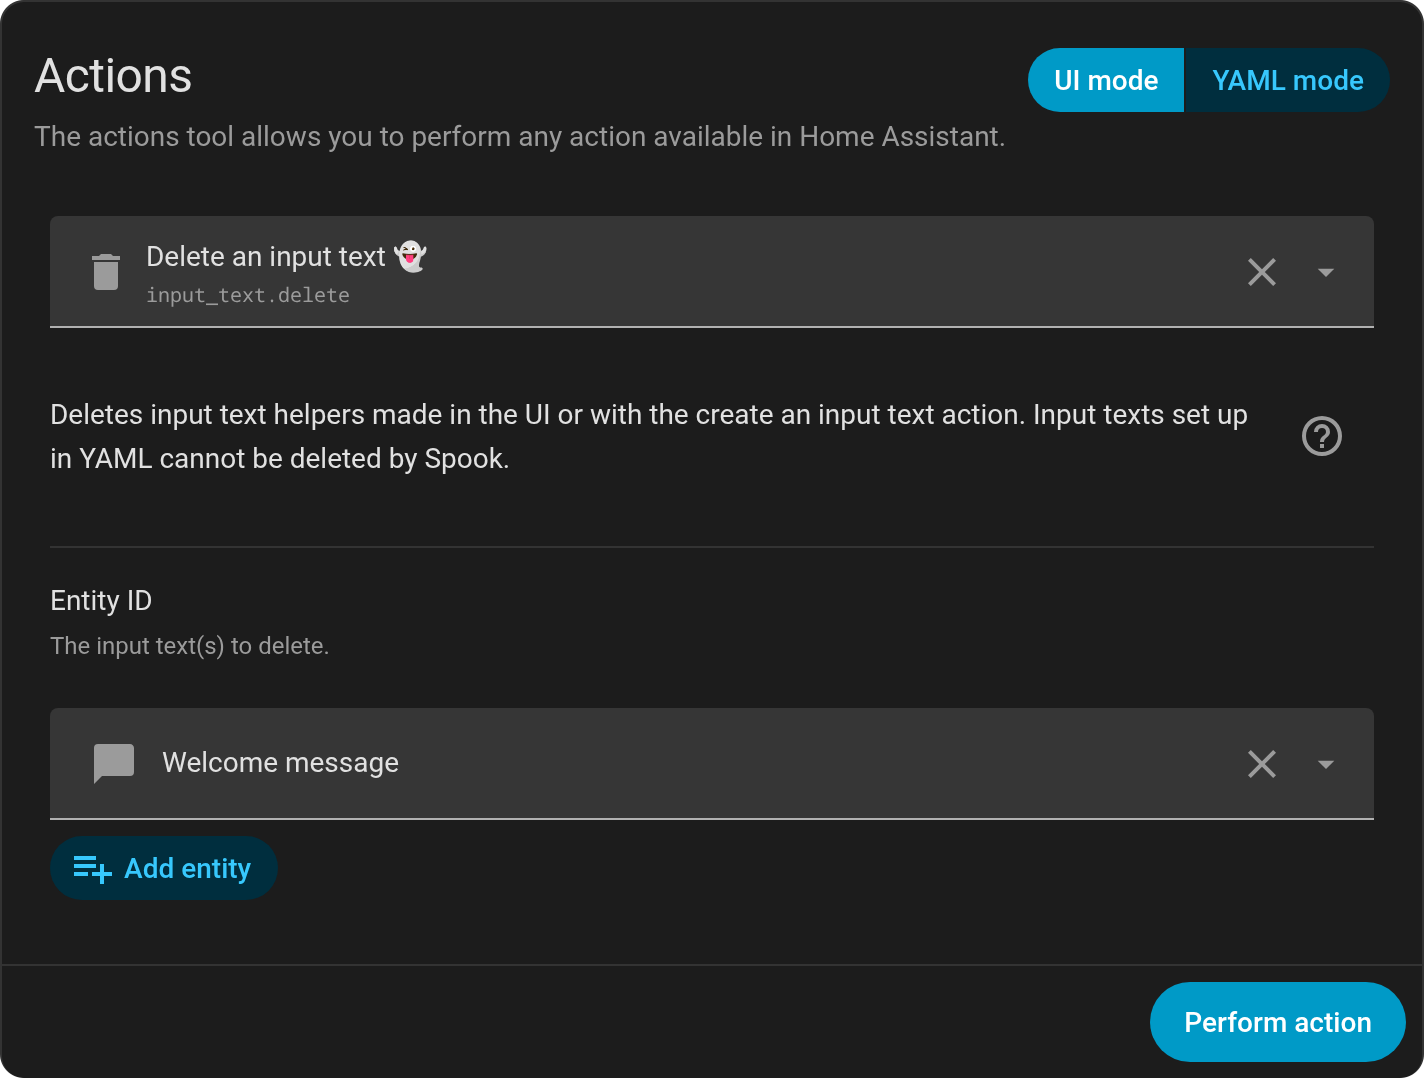 Actions
UI mode
YAML mode
The actions tool allows you to perform any action available in Home Assistant.
Delete an input text 👻
input_text.delete
Deletes input text helpers made in the UI or with the create an input text action. Input texts set up
in YAML cannot be deleted by Spook.
Entity ID
The input text(s) to delete.
Welcome message
Add entity
Perform action